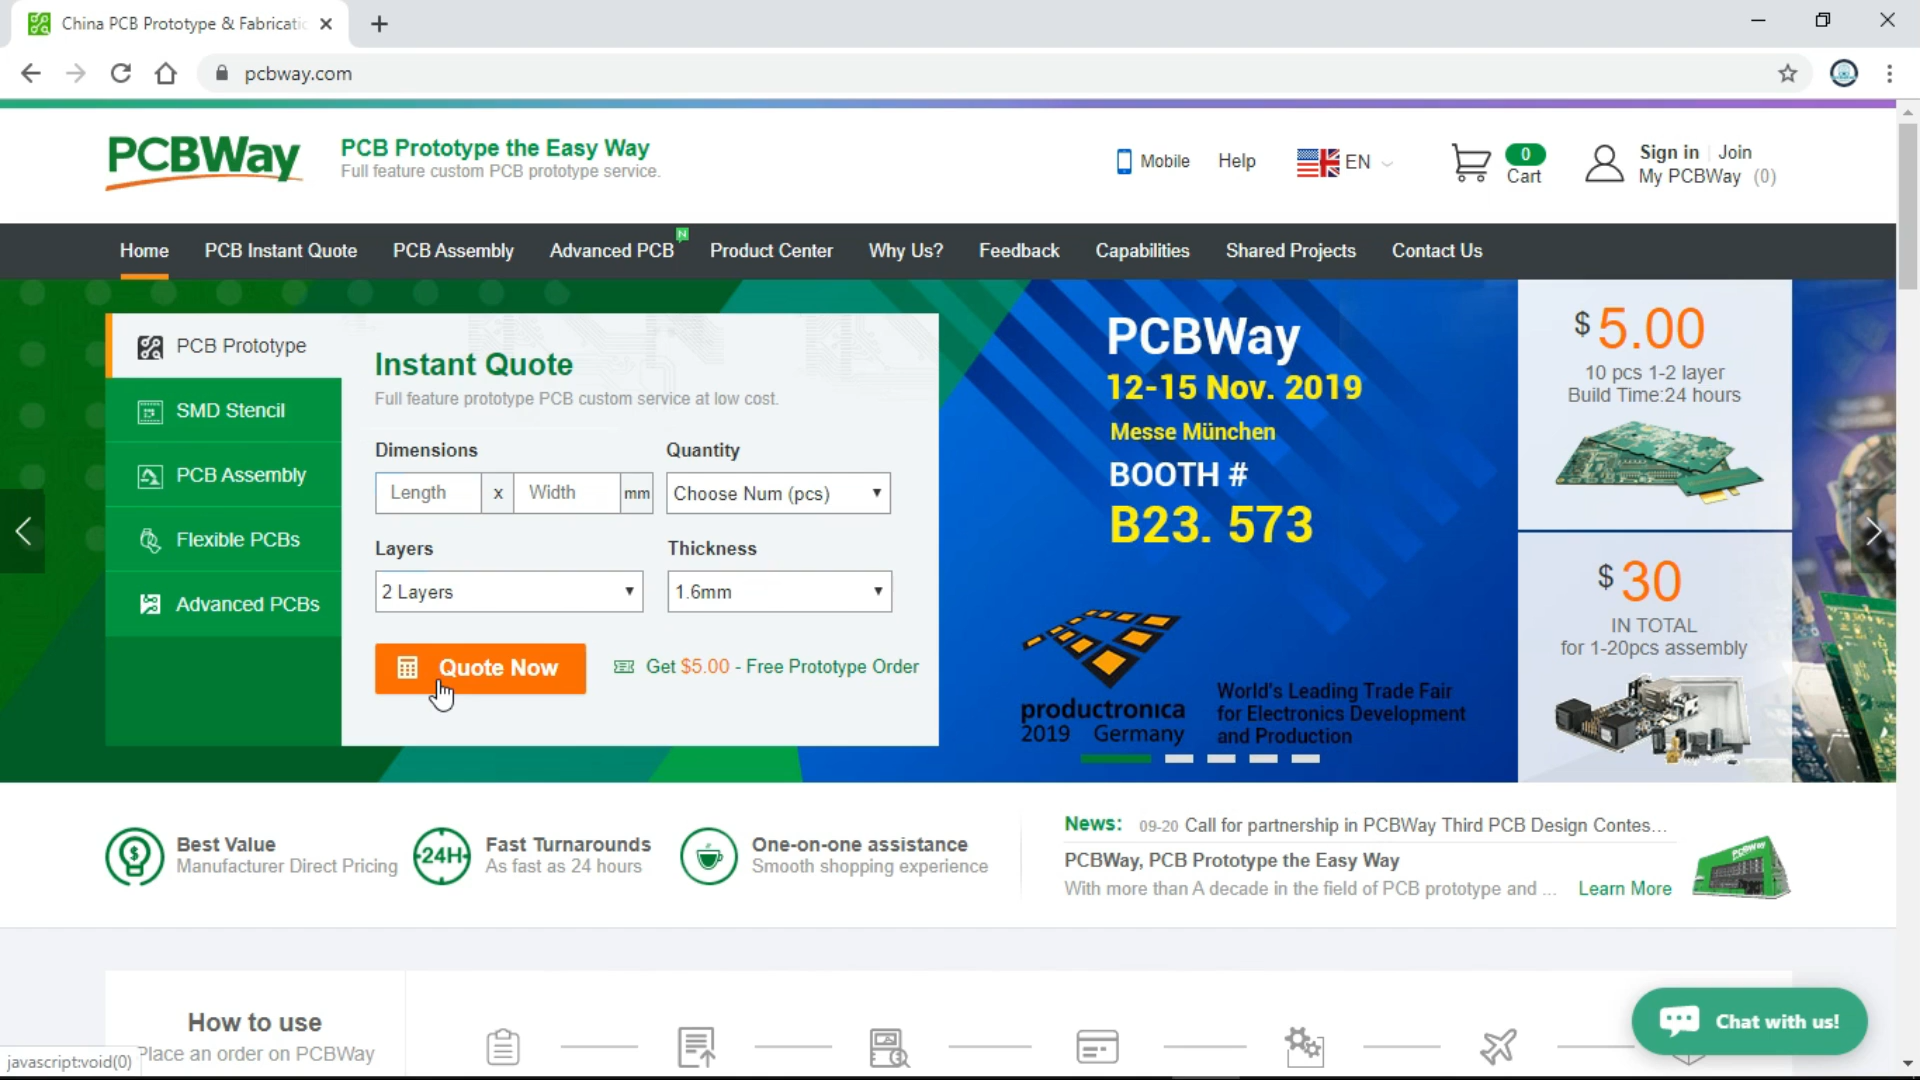 China PCB Prototype & Fabricatic
pcbway.com
PCBWay
PCB Prototype the Easy Way
Full feature custom PCB prototype service.
Mobile
Help
EN
0
Cart
Sign in | Join
My PCBWay (0)
Home
PCB Instant Quote
PCB Assembly
Advanced PCB
N
Product Center
Why Us?
Feedback
Capabilities
Shared Projects
Contact Us
PCB Prototype
SMD Stencil
PCB Assembly
Flexible PCBs
Advanced PCBs
Instant Quote
Full feature prototype PCB custom service at low cost.
Dimensions
Quantity
Length x Width mm
Choose Num (pcs)
Layers
Thickness
2 Layers
1.6mm
Quote Now
Get $5.00 - Free Prototype Order
PCBWay
12-15 Nov. 2019
Messe München
BOOTH #
B23. 573
productronica
2019 Germany
World's Leading Trade Fair
for Electronics Development
and Production
$ 5.00
10 pcs 1-2 layer
Build Time:24 hours
$ 30
IN TOTAL
for 1-20pcs assembly
Best Value
Manufacturer Direct Pricing
24H
Fast Turnarounds
As fast as 24 hours
One-on-one assistance
Smooth shopping experience
News: 09-20 Call for partnership in PCBWay Third PCB Design Contes...
PCBWay, PCB Prototype the Easy Way
With more than A decade in the field of PCB prototype and ... Learn More
PCBWay
How to use
Place an order on PCBWay
Chat with us!
javascript:void(0)